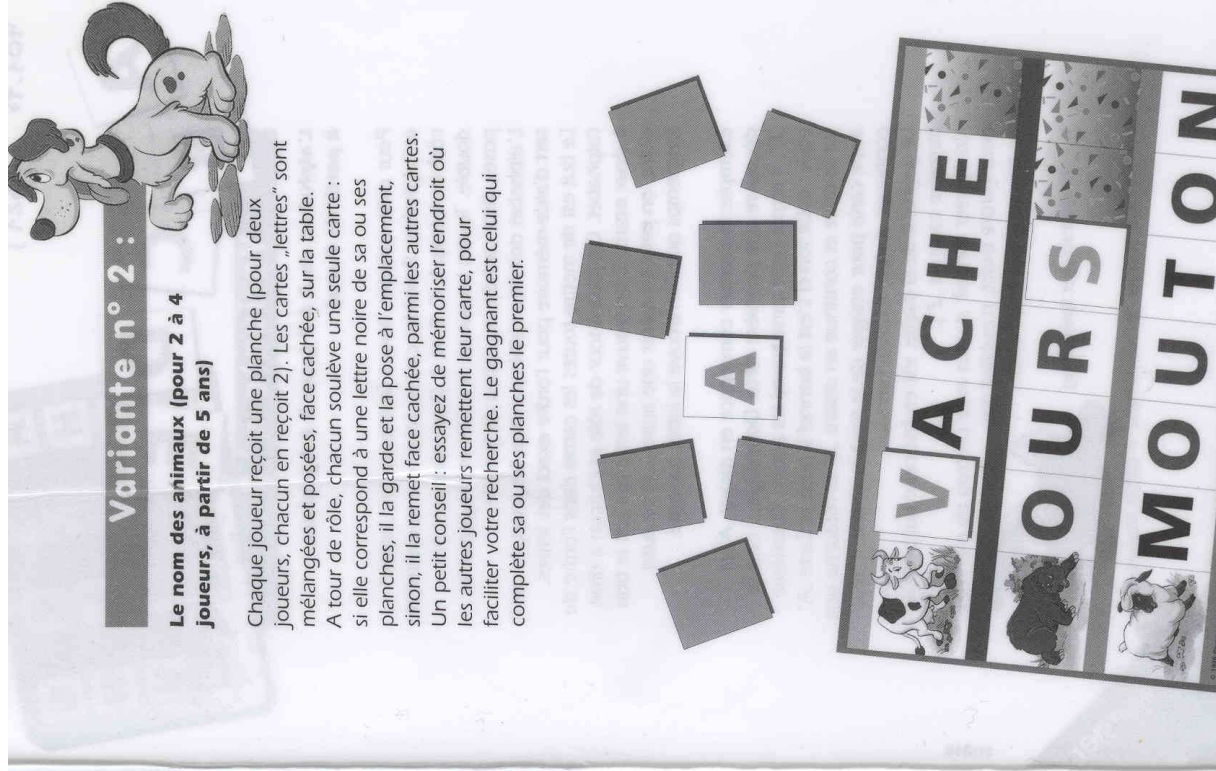 Variante n° 2 :
Le nom des animaux (pour 2 à 4
joueurs, à partir de 5 ans)
Chaque joueur reçoit une planche (pour deux
joueurs, chacun en reçoit 2). Les cartes „lettres" sont
mélangées et posées, face cachée, sur la table.
A tour de rôle, chacun soulève une seule carte :
si elle correspond à une lettre noire de sa ou ses
planches, il la garde et la pose à l'emplacement,
sinon, il la remet face cachée, parmi les autres cartes.
Un petit conseil : essayez de mémoriser l'endroit où
les autres joueurs remettent leur carte, pour
faciliter votre recherche. Le gagnant est celui qui
complète sa ou ses planches le premier.
A
VACHE
OURS
MOUTON